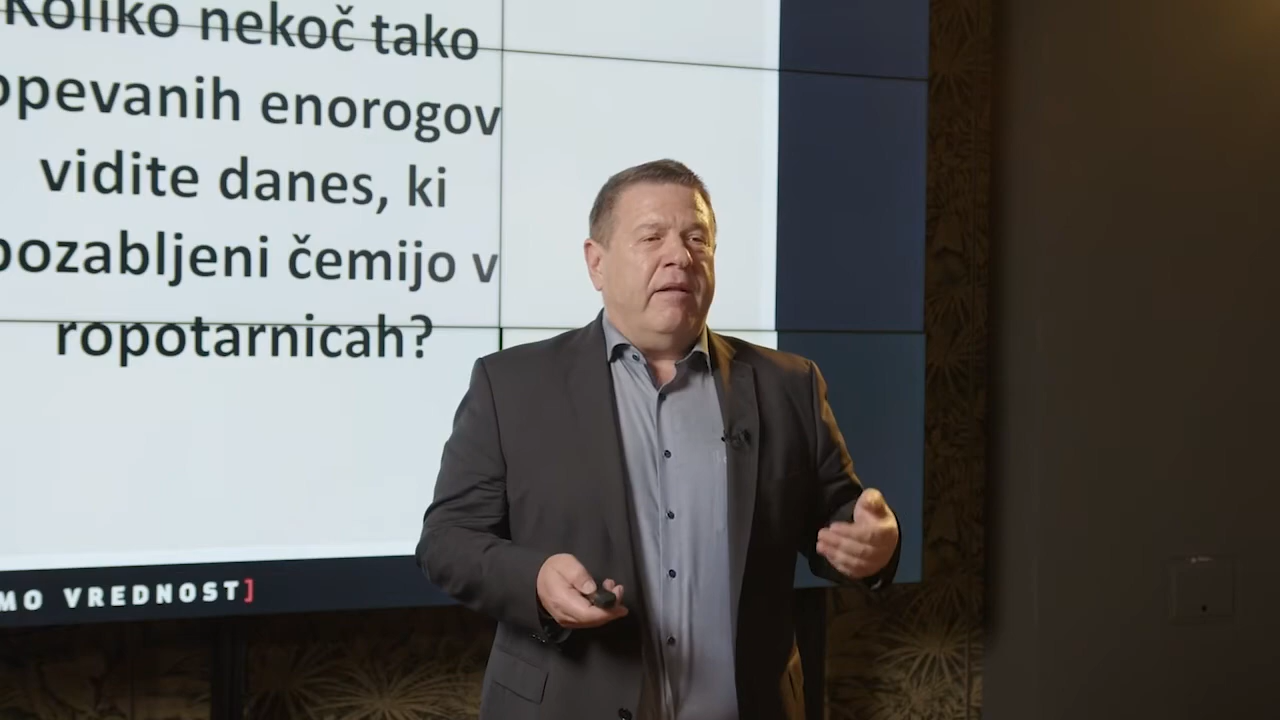 Koliko nekoč tako
opevanih enorogov
vidite danes, ki
pozabljeni čemijo v
ropotarnicah?
MO VREDNOST]